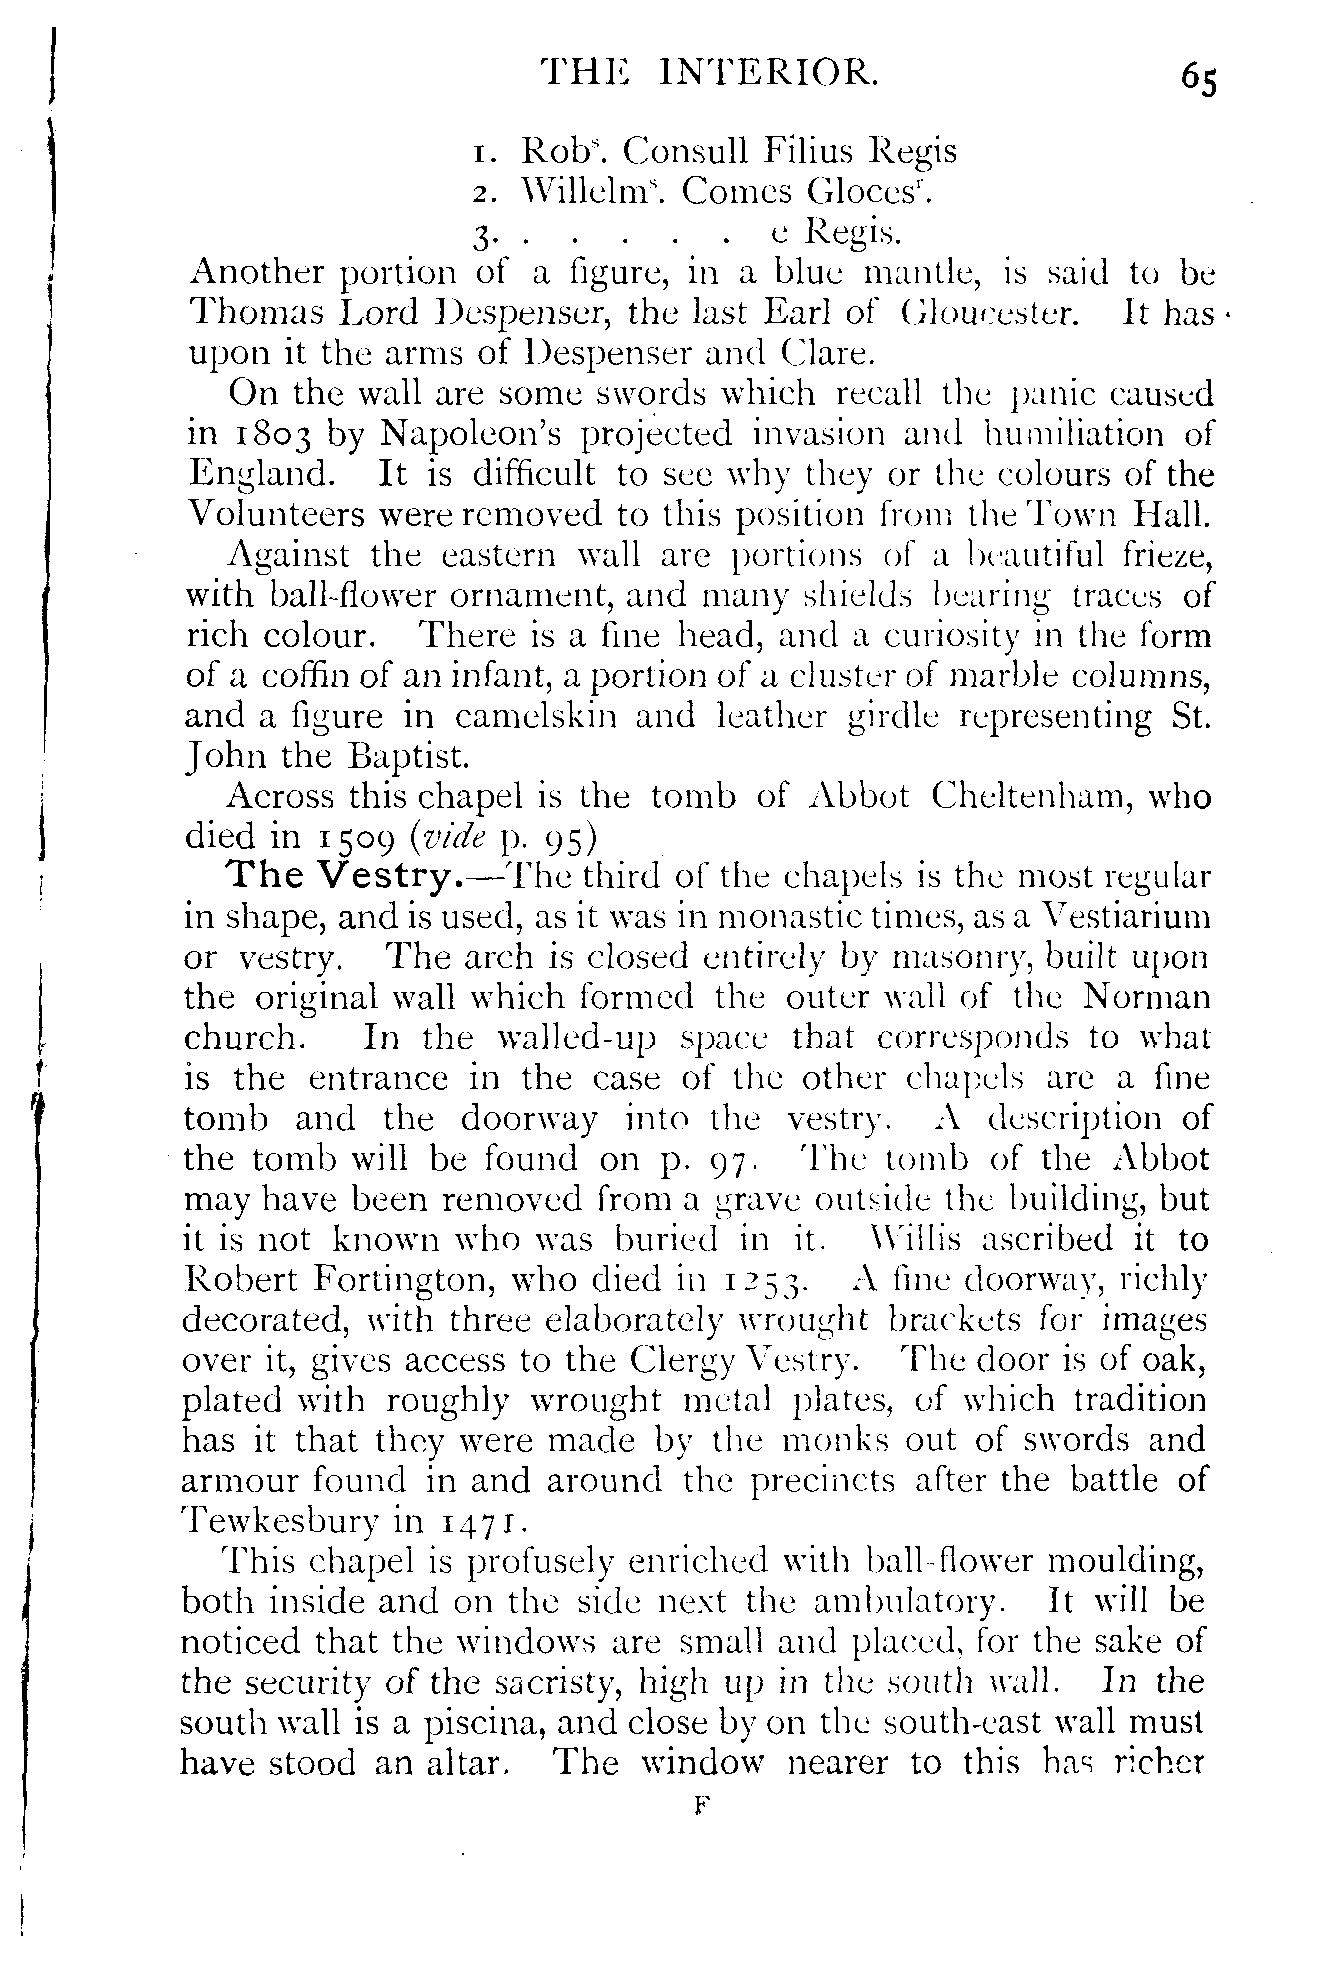 THE INTERIOR. 65
1. Robˢ. Consull Filius Regis
2. Willelmˢ. Comes Glocesʳ.
3. . . . . . e Regis.
Another portion of a figure, in a blue mantle, is said to be
Thomas Lord Despenser, the last Earl of Gloucester. It has
upon it the arms of Despenser and Clare.
On the wall are some swords which recall the panic caused
in 1803 by Napoleon's projected invasion and humiliation of
England. It is difficult to see why they or the colours of the
Volunteers were removed to this position from the Town Hall.
Against the eastern wall are portions of a beautiful frieze,
with ball-flower ornament, and many shields bearing traces of
rich colour. There is a fine head, and a curiosity in the form
of a coffin of an infant, a portion of a cluster of marble columns,
and a figure in camelskin and leather girdle representing St.
John the Baptist.
Across this chapel is the tomb of Abbot Cheltenham, who
died in 1509 (vide p. 95)
The Vestry.—The third of the chapels is the most regular
in shape, and is used, as it was in monastic times, as a Vestiarium
or vestry. The arch is closed entirely by masonry, built upon
the original wall which formed the outer wall of the Norman
church. In the walled-up space that corresponds to what
is the entrance in the case of the other chapels are a fine
tomb and the doorway into the vestry. A description of
the tomb will be found on p. 97. The tomb of the Abbot
may have been removed from a grave outside the building, but
it is not known who was buried in it. Willis ascribed it to
Robert Fortington, who died in 1253. A fine doorway, richly
decorated, with three elaborately wrought brackets for images
over it, gives access to the Clergy Vestry. The door is of oak,
plated with roughly wrought metal plates, of which tradition
has it that they were made by the monks out of swords and
armour found in and around the precincts after the battle of
Tewkesbury in 1471.
This chapel is profusely enriched with ball-flower moulding,
both inside and on the side next the ambulatory. It will be
noticed that the windows are small and placed, for the sake of
the security of the sacristy, high up in the south wall. In the
south wall is a piscina, and close by on the south-east wall must
have stood an altar. The window nearer to this has richer
F